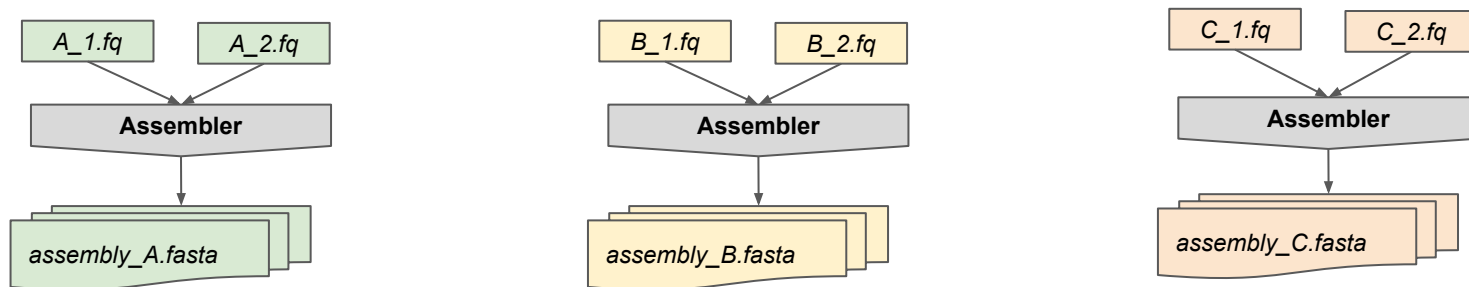 A_1.fq
A_2.fq
Assembler
assembly_A.fasta
B_1.fq
B_2.fq
Assembler
assembly_B.fasta
C_1.fq
C_2.fq
Assembler
assembly_C.fasta